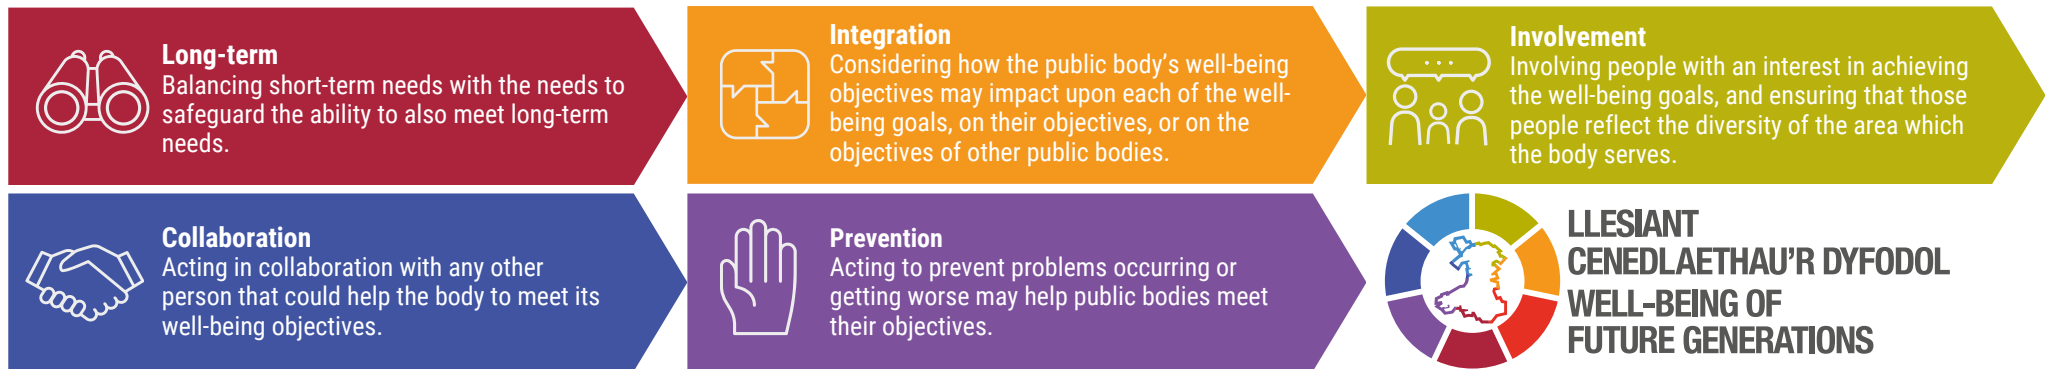 Long-term
Balancing short-term needs with the needs to
safeguard the ability to also meet long-term
needs.
Integration
Considering how the public body's well-being
objectives may impact upon each of the well-
being goals, on their objectives, or on the
objectives of other public bodies.
Involvement
Involving people with an interest in achieving
the well-being goals, and ensuring that those
people reflect the diversity of the area which
the body serves.
Collaboration
Acting in collaboration with any other
person that could help the body to meet its
well-being objectives.
Prevention
Acting to prevent problems occurring or
getting worse may help public bodies meet
their objectives.
LLESIANT
CENEDLAETHAU'R DYFODOL
WELL-BEING OF
FUTURE GENERATIONS